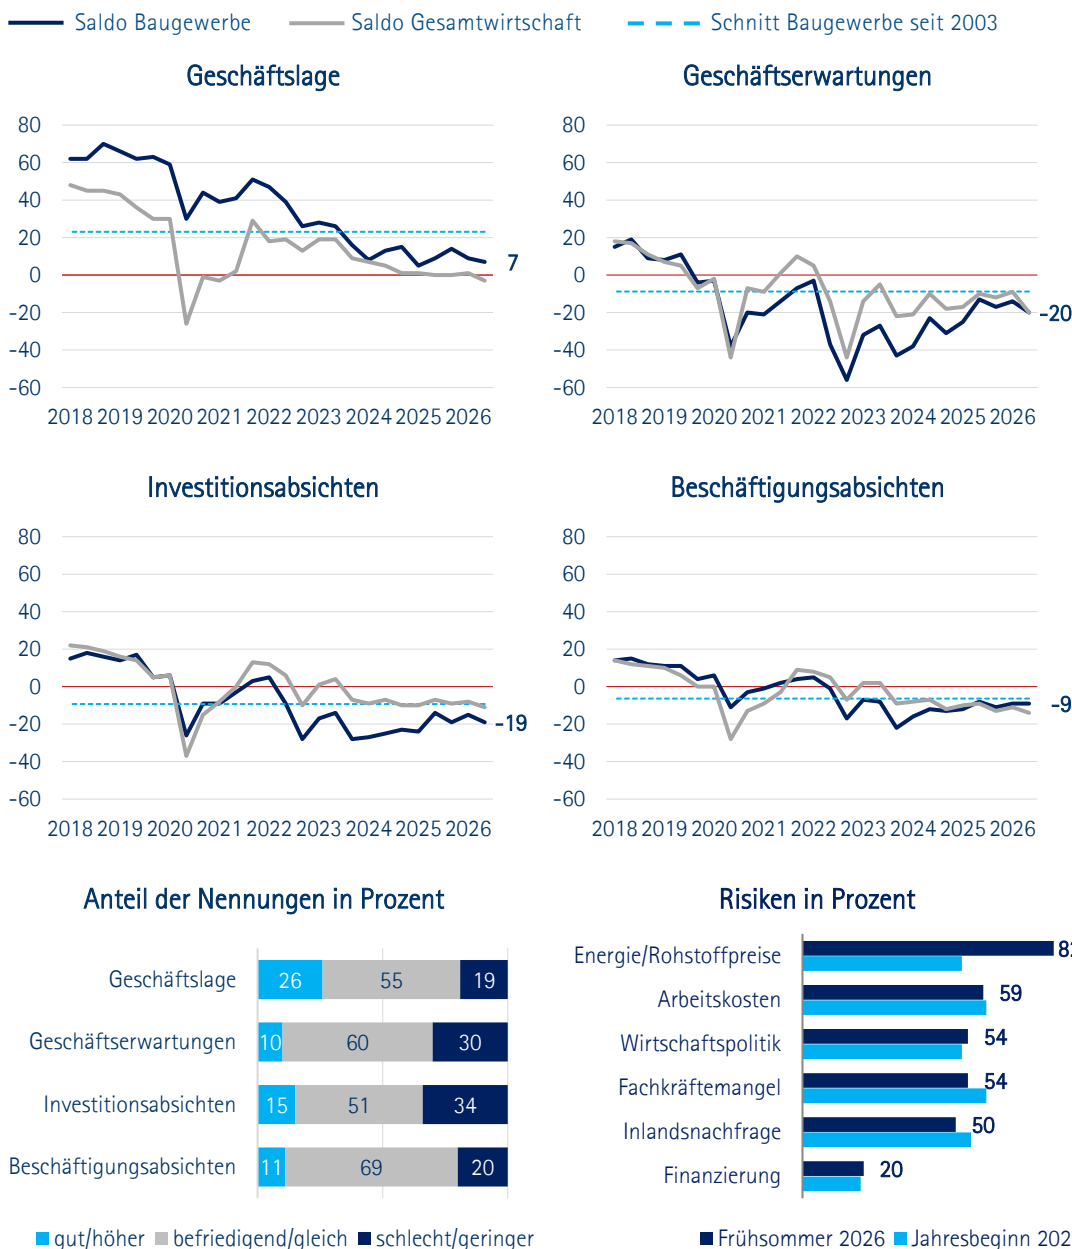 Saldo Baugewerbe Saldo Gesamtwirtschaft Schnitt Baugewerbe seit 2003
Geschäftslage
80
60
40
20
0
-20
-40
-60
7
2018 2019 2020 2021 2022 2023 2024 2025 2026
Geschäftserwartungen
80
60
40
20
0
-20
-40
-60
-20
2018 2019 2020 2021 2022 2023 2024 2025 2026
Investitionsabsichten
80
60
40
20
0
-20
-40
-60
-19
2018 2019 2020 2021 2022 2023 2024 2025 2026
Beschäftigungsabsichten
80
60
40
20
0
-20
-40
-60
-9
2018 2019 2020 2021 2022 2023 2024 2025 2026
Anteil der Nennungen in Prozent
Geschäftslage 26 55 19
Geschäftserwartungen 10 60 30
Investitionsabsichten 15 51 34
Beschäftigungsabsichten 11 69 20
gut/höher befriedigend/gleich schlecht/geringer
Risiken in Prozent
Energie/Rohstoffpreise
Arbeitskosten 59
Wirtschaftspolitik 54
Fachkräftemangel 54
Inlandsnachfrage 50
Finanzierung 20
Frühsommer 2026 Jahresbeginn